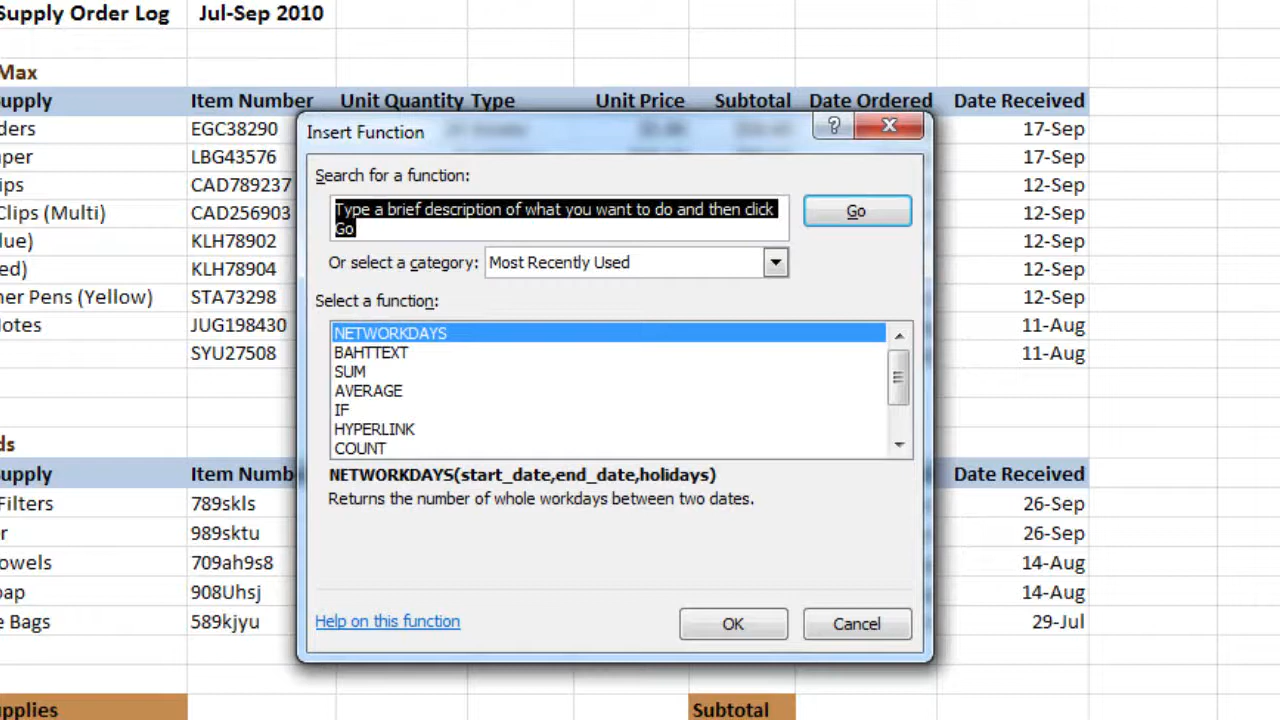 Supply Order Log Jul-Sep 2010
Max
Supply Item Number Unit Quantity Type Unit Price Subtotal Date Ordered Date Received
Insert Function ?
ders EGC38290 17-Sep
per LBG43576 17-Sep
Search for a function:
ips CAD789237 12-Sep
Type a brief description of what you want to do and then click
Go
Go
Clips (Multi) CAD256903 12-Sep
lue) KLH78902 12-Sep
Or select a category: Most Recently Used
ed) KLH78904 12-Sep
ner Pens (Yellow) STA73298 12-Sep
Select a function:
Notes JUG198430 11-Aug
NETWORKDAYS
SYU27508 11-Aug
BAHTTEXT
SUM
AVERAGE
IF
HYPERLINK
COUNT
ds
Supply Item Numb Date Received
NETWORKDAYS(start_date,end_date,holidays)
Returns the number of whole workdays between two dates.
Filters 789skls 26-Sep
r 989sktu 26-Sep
owels 709ah9s8 14-Aug
oap 908Uhsj 14-Aug
e Bags 589kjyu 29-Jul
Help on this function OK Cancel
pplies Subtotal